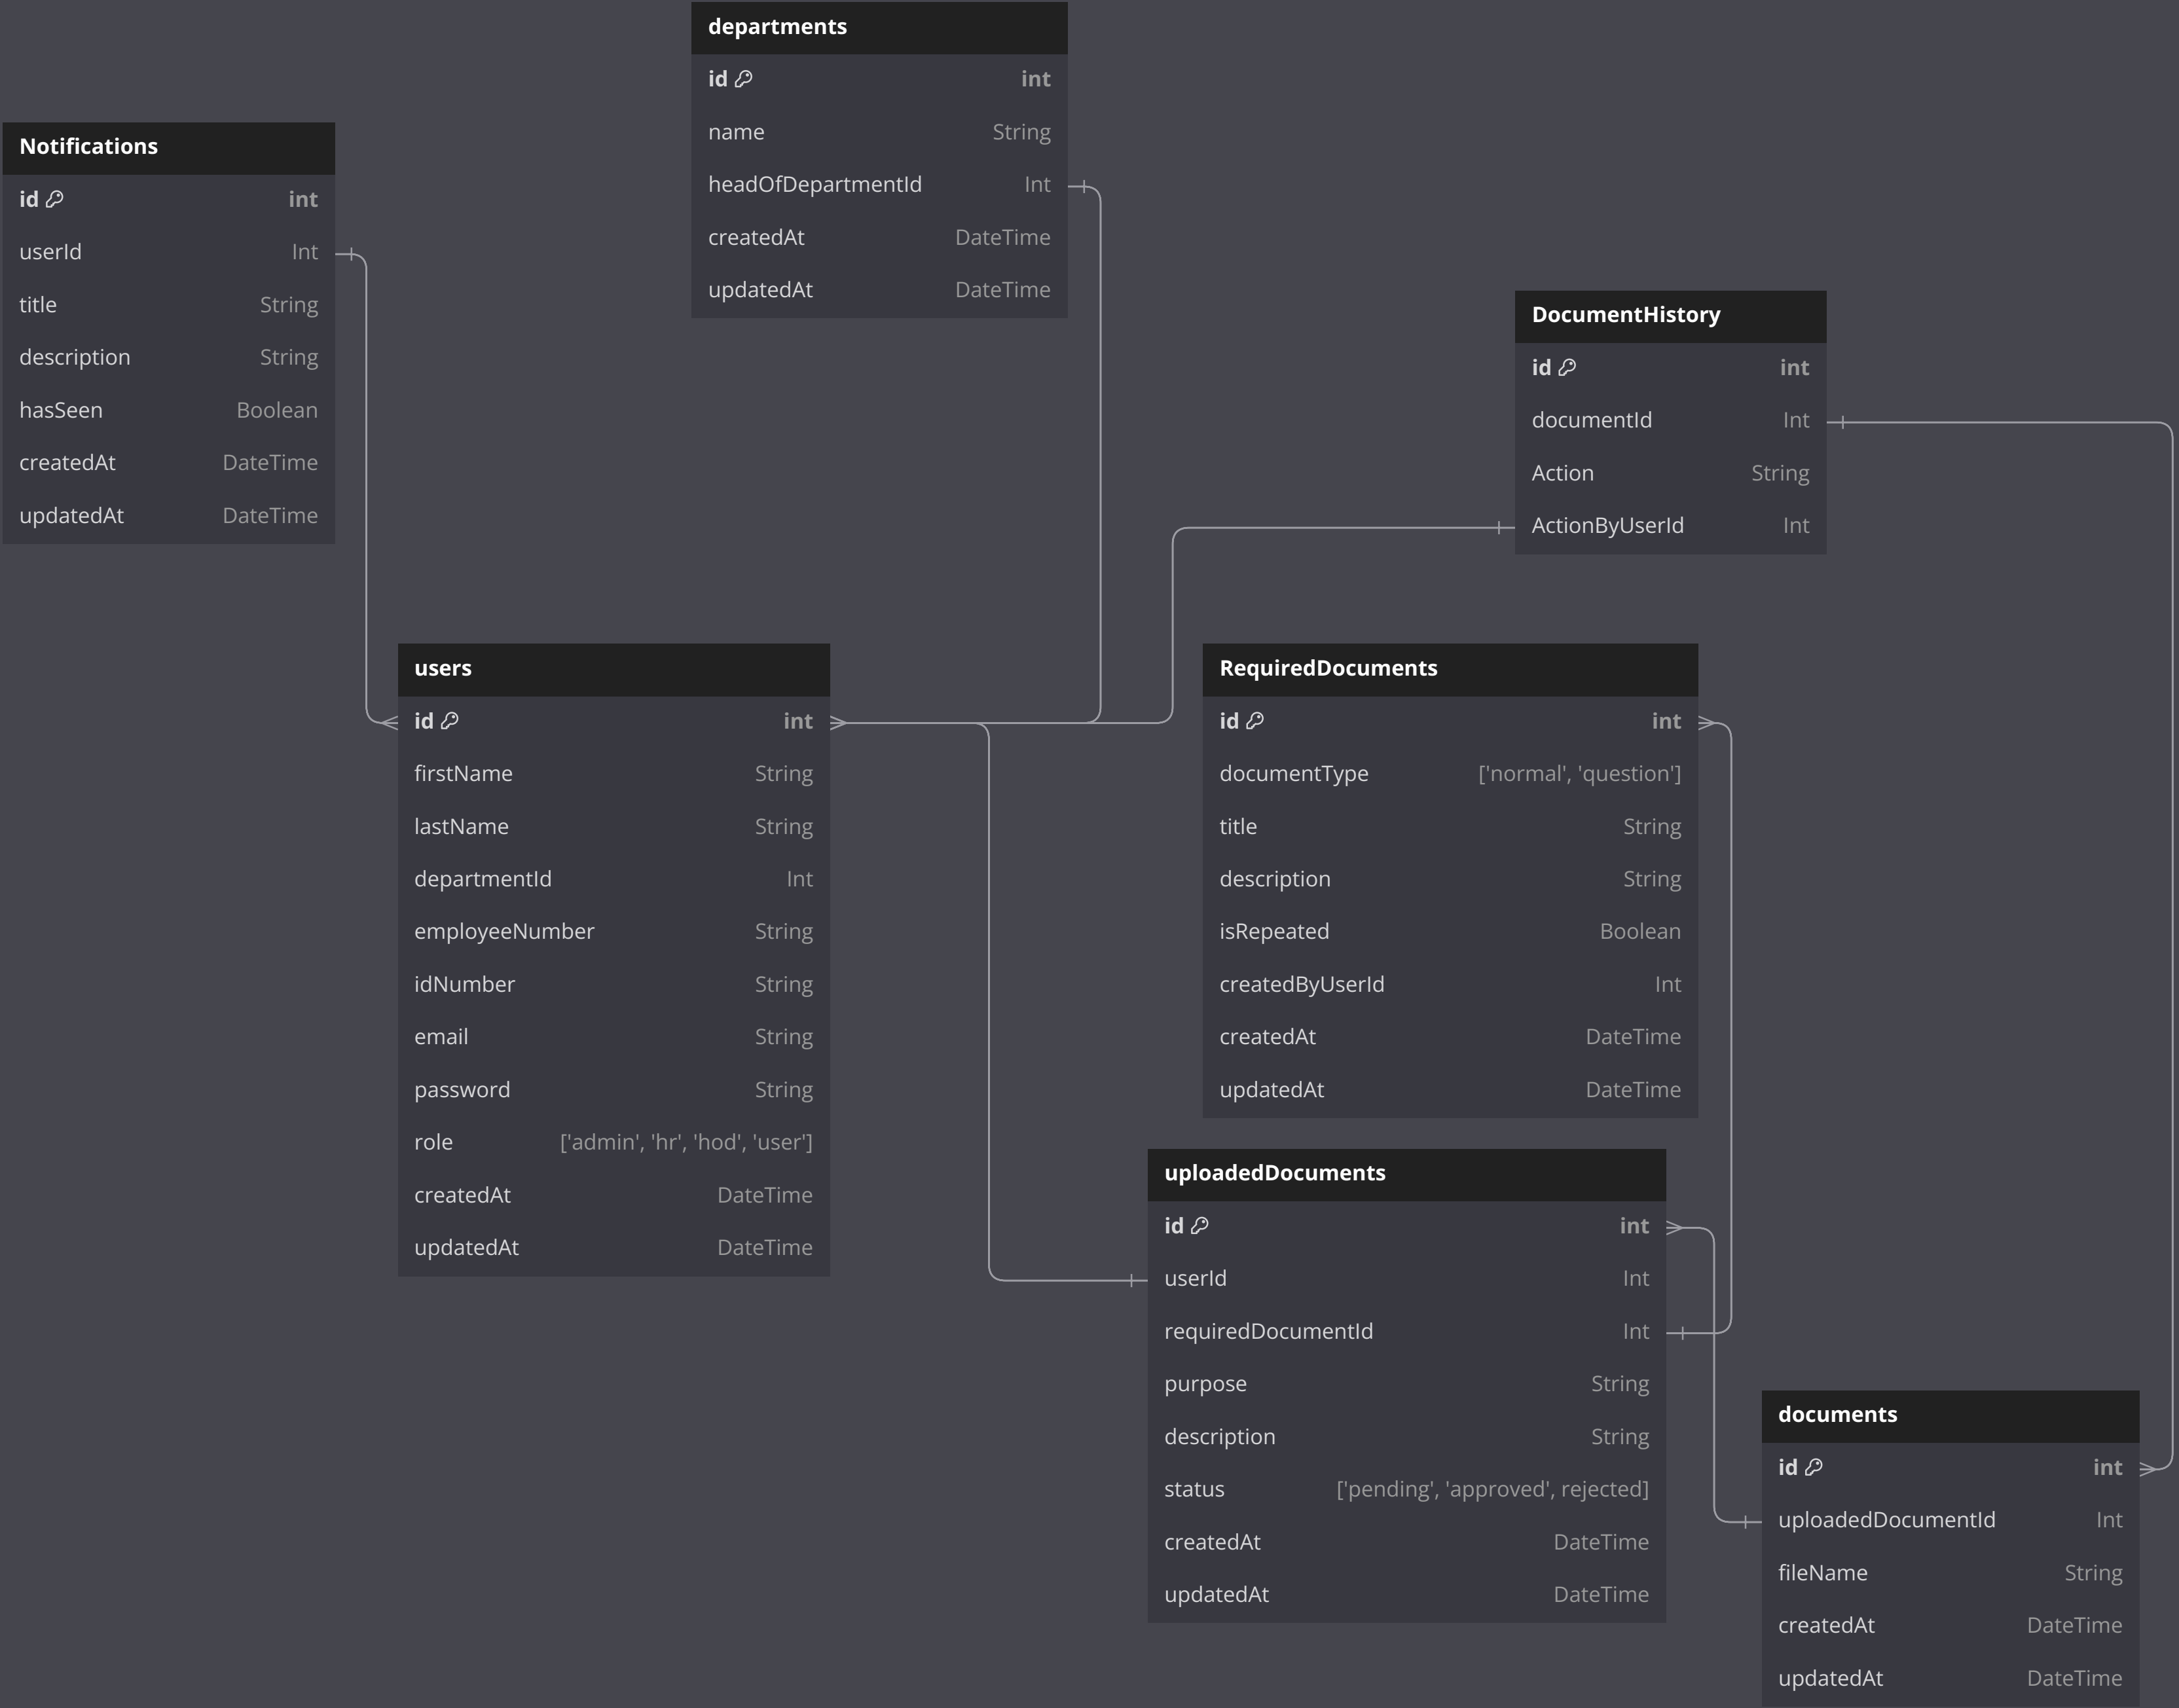 departments
id int
name String
headOfDepartmentId Int
createdAt DateTime
updatedAt DateTime
Notifications
id int
userId Int
title String
description String
hasSeen Boolean
createdAt DateTime
updatedAt DateTime
DocumentHistory
id int
documentId Int
Action String
ActionByUserId Int
users
id int
firstName String
lastName String
departmentId Int
employeeNumber String
idNumber String
email String
password String
role ['admin', 'hr', 'hod', 'user']
createdAt DateTime
updatedAt DateTime
RequiredDocuments
id int
documentType ['normal', 'question']
title String
description String
isRepeated Boolean
createdByUserId Int
createdAt DateTime
updatedAt DateTime
uploadedDocuments
id int
userId Int
requiredDocumentId Int
purpose String
description String
status ['pending', 'approved', rejected]
createdAt DateTime
updatedAt DateTime
documents
id int
uploadedDocumentId Int
fileName String
createdAt DateTime
updatedAt DateTime